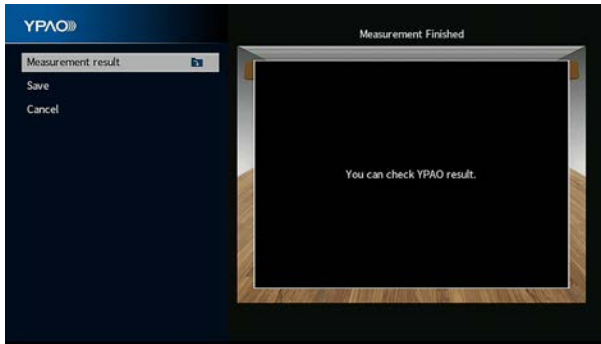 YPAO
Measurement Finished
Measurement result
Save
Cancel
You can check YPAO result.